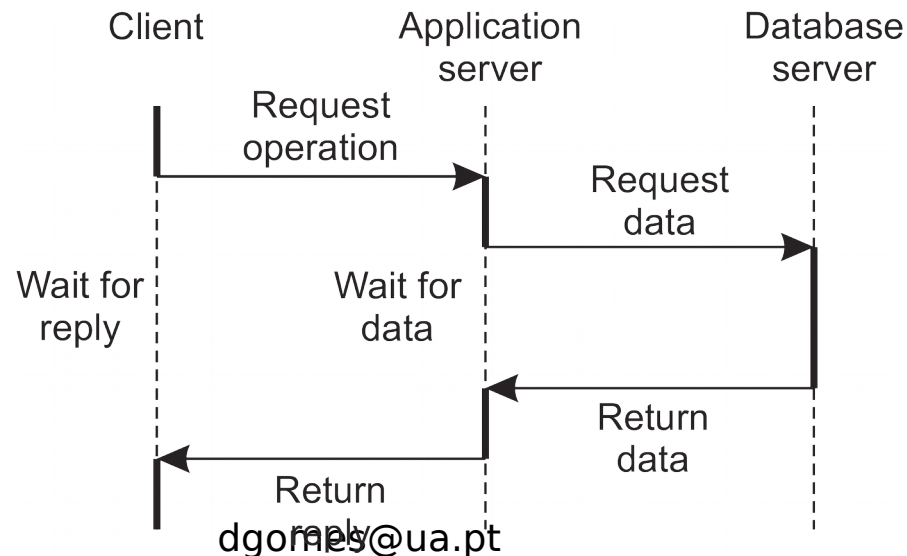 Client
Application
server
Database
server
Request
operation
Request
data
Wait for
reply
Wait for
data
Return
data
Return
reply
dgomes@ua.pt